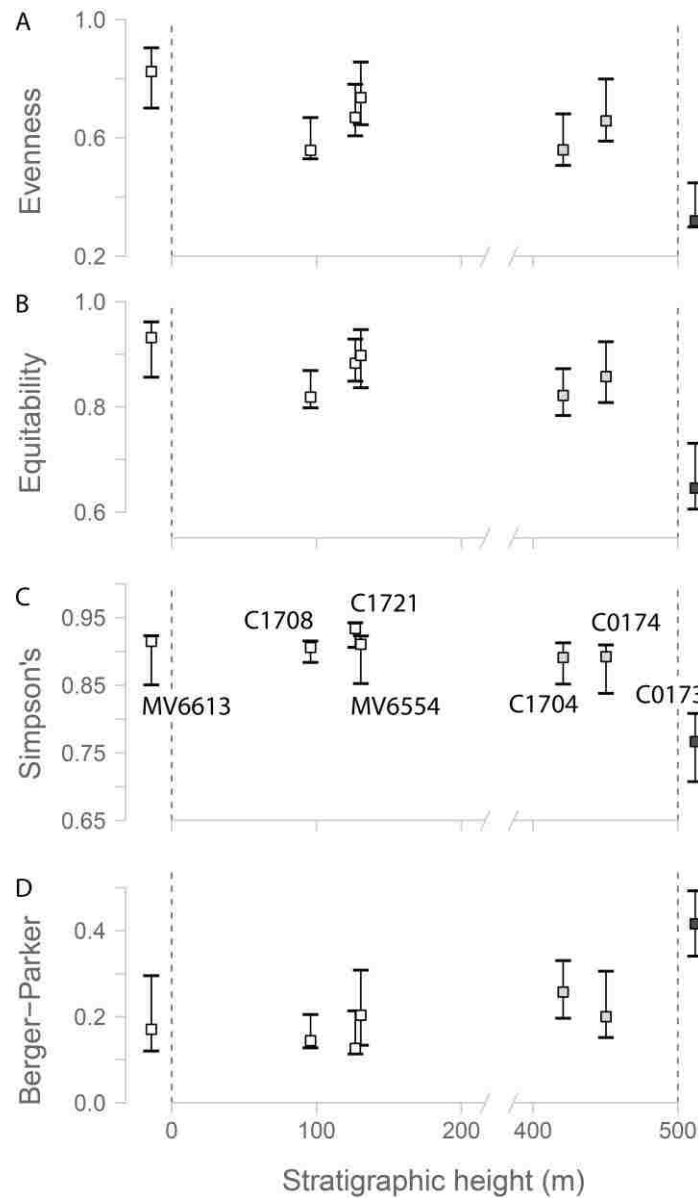 A
1.0
0.6
0.2
Evenness
B
1.0
0.8
0.6
Equitability
C
0.95
0.85
0.75
0.65
Simpson's
C1708
C1721
C0174
MV6613
MV6554
C1704
C0173
D
0.4
0.2
0.0
Berger–Parker
0 100 200 400 500
Stratigraphic height (m)